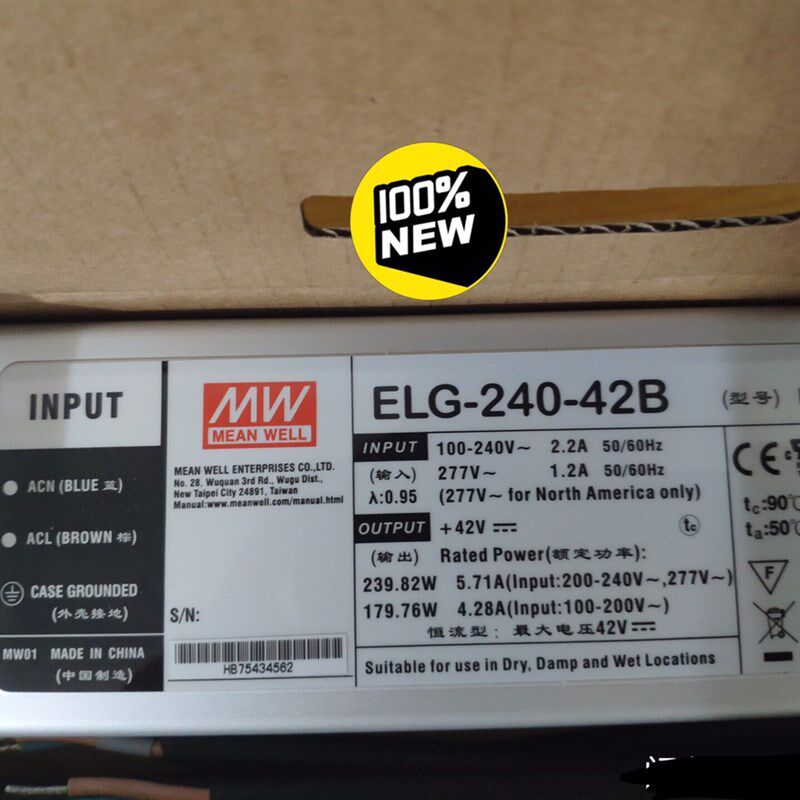 100%
NEW
INPUT
ACN (BLUE 蓝)
ACL (BROWN 棕)
CASE GROUNDED
(外壳接地)
MW01 MADE IN CHINA
(中国制造)
MW
MEAN WELL
MEAN WELL ENTERPRISES CO.,LTD.
No. 28. Wuquan 3rd Rd., Wugu Dist.,
New Taipei City 24891, Taiwan
Manual:www.meanwell.com/manual.html
S/N:
HB75434562
ELG-240-42B (型号)
INPUT 100-240V~ 2.2A 50/60Hz
(输入) 277V~ 1.2A 50/60Hz
λ:0.95 (277V~ for North America only)
OUTPUT +42V tc
(输出) Rated Power(额定功率):
239.82W 5.71A(Input:200-240V~,277V~)
179.76W 4.28A(Input:100-200V~)
恒流型: 最大电压42V
Suitable for use in Dry, Damp and Wet Locations
CE c
tc:90℃
ta:50℃
F